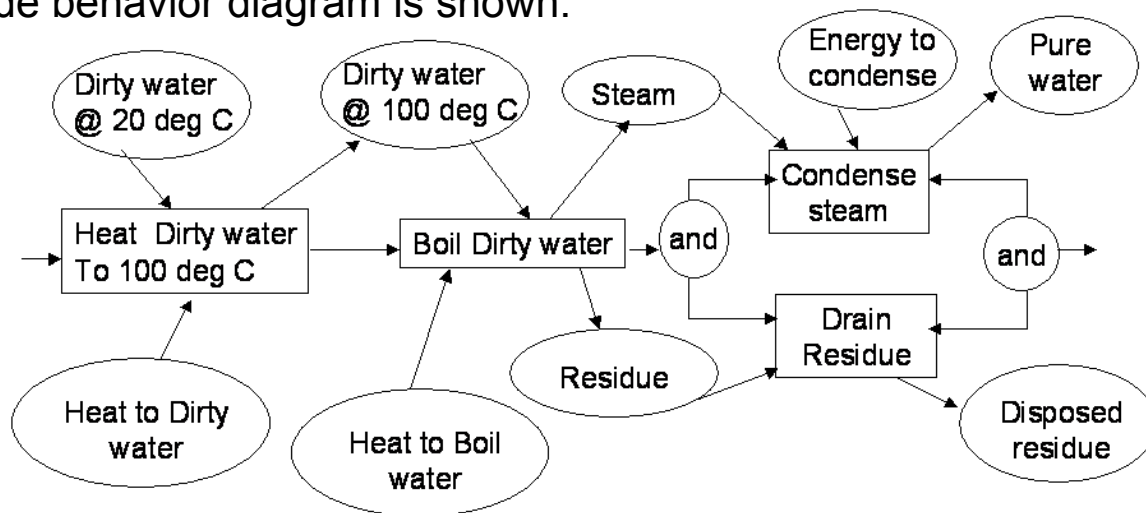 de behavior diagram is shown.
Dirty water
@ 20 deg C
Dirty water
@ 100 deg C
Steam
Energy to
condense
Pure
water
Heat Dirty water
To 100 deg C
Boil Dirty water
and
Condense
steam
and
Drain
Residue
Heat to Dirty
water
Heat to Boil
water
Residue
Disposed
residue